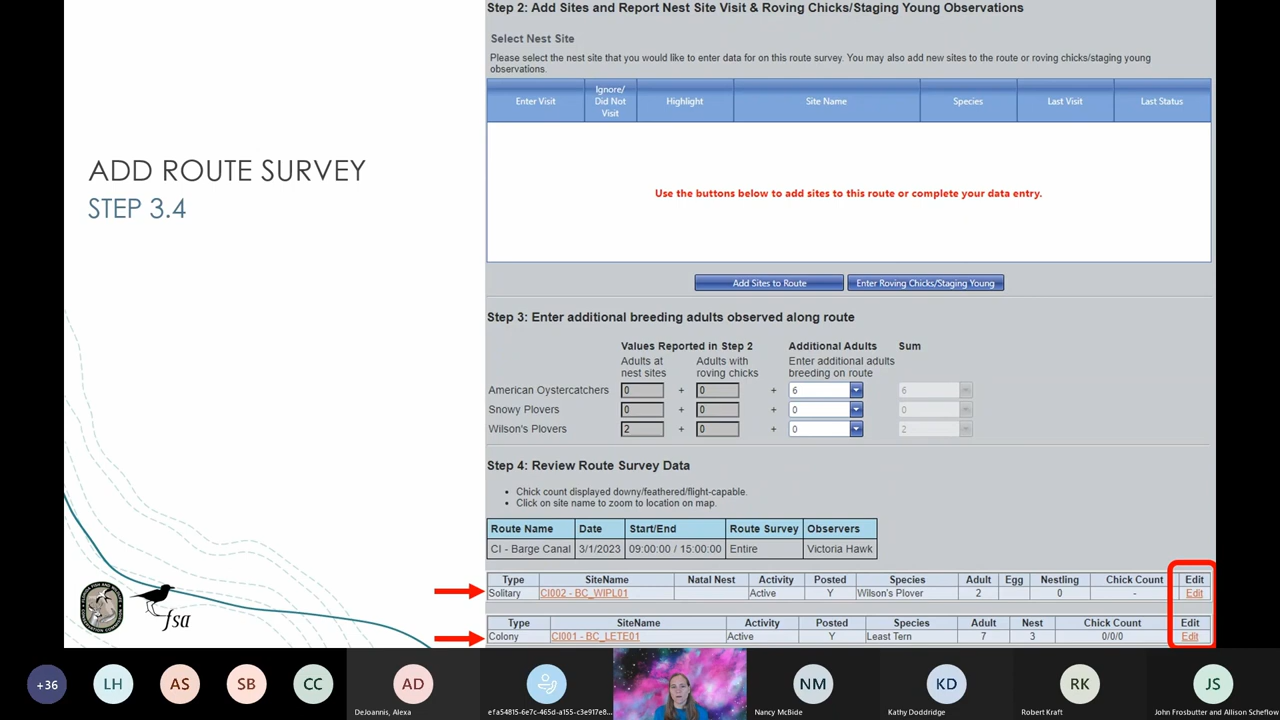 ADD ROUTE SURVEY
STEP 3.4
fsa
Step 2: Add Sites and Report Nest Site Visit & Roving Chicks/Staging Young Observations
Select Nest Site
Please select the nest site that you would like to enter data for on this route survey. You may also add new sites to the route or roving chicks/staging young
observations.
Enter Visit Ignore/ Did Not Visit Highlight Site Name Species Last Visit Last Status
Use the buttons below to add sites to this route or complete your data entry.
Add Sites to Route Enter Roving Chicks/Staging Young
Step 3: Enter additional breeding adults observed along route
Values Reported in Step 2 Additional Adults Sum
Adults at Adults with Enter additional adults
nest sites roving chicks breeding on route
American Oystercatchers 0 + 0 + 6 6
Snowy Plovers 0 + 0 + 0 0
Wilson's Plovers 2 + 0 + 0 2
Step 4: Review Route Survey Data
• Chick count displayed downy/feathered/flight-capable.
• Click on site name to zoom to location on map.
Route Name Date Start/End Route Survey Observers
CI - Barge Canal 3/1/2023 09:00:00 / 15:00:00 Entire Victoria Hawk
Type SiteName Natal Nest Activity Posted Species Adult Egg Nestling Chick Count Edit
Solitary CI002 - BC_WIPL01 Active Y Wilson's Plover 2 0 - Edit
Type SiteName Activity Posted Species Adult Nest Chick Count Edit
Colony CI001 - BC_LETE01 Active Y Least Tern 7 3 0/0/0 Edit
+36 LH AS SB CC AD NM KD RK JS
DeJoannis, Alexa efa54815-6e7c-465d-a155-c3e917e8... Nancy McBide Kathy Doddridge Robert Kraft John Frosbutter and Allison Scheflow